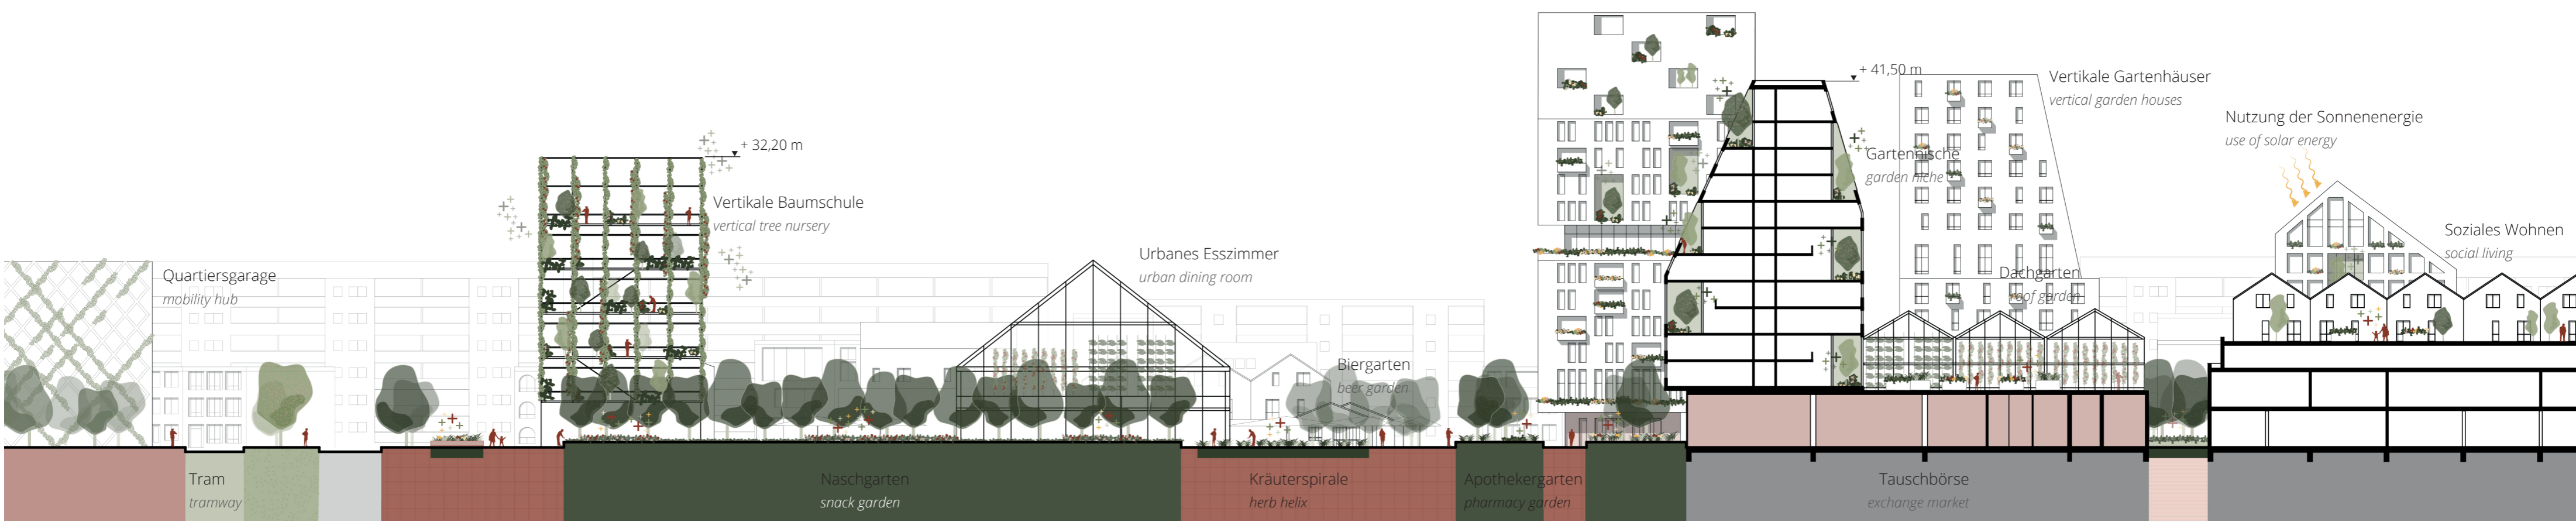 Quartiersgarage
mobility hub
+ 32,20 m
Vertikale Baumschule
vertical tree nursery
Urbanes Esszimmer
urban dining room
Biergarten
beer garden
+ 41,50 m
Gartennische
garden niche
Vertikale Gartenhäuser
vertical garden houses
Dachgarten
roof garden
Nutzung der Sonnenenergie
use of solar energy
Soziales Wohnen
social living
Tram
tramway
Naschgarten
snack garden
Kräuterspirale
herb helix
Apothekergarten
pharmacy garden
Tauschbörse
exchange market